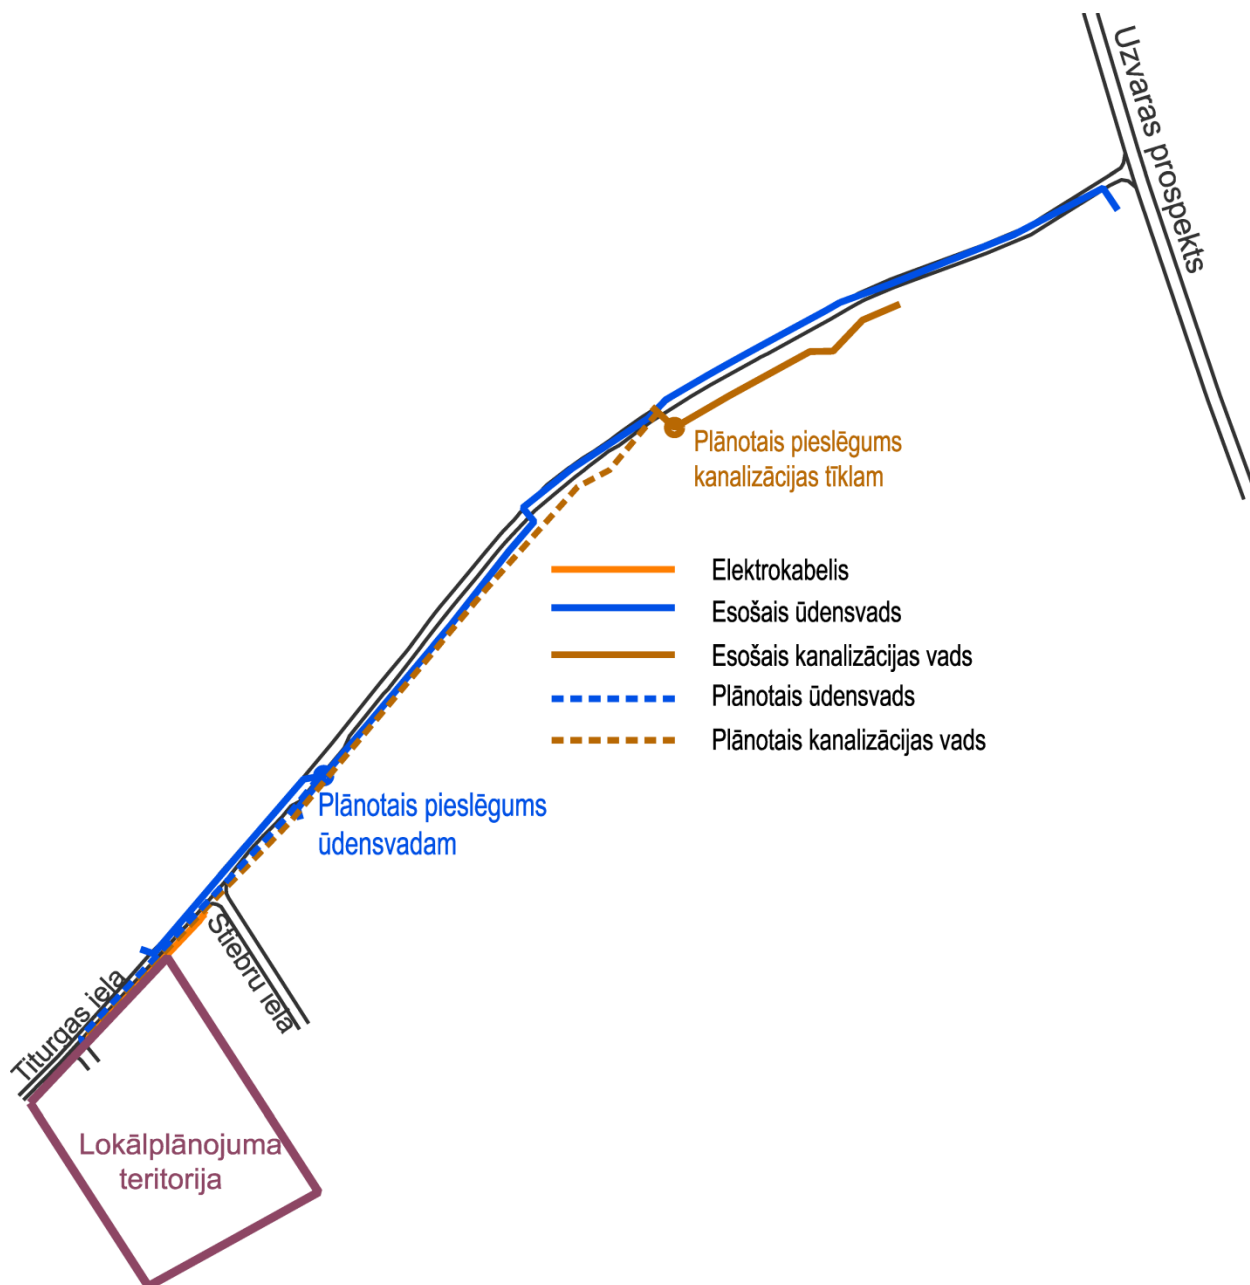 Uzvaras prospekts
Plānotais pieslēgums
kanalizācijas tīklam
Elektrokabelis
Esošais ūdensvads
Esošais kanalizācijas vads
Plānotais ūdensvads
Plānotais kanalizācijas vads
Plānotais pieslēgums
ūdensvadam
Stiebru iela
Titurgas iela
Lokālplānojuma
teritorija